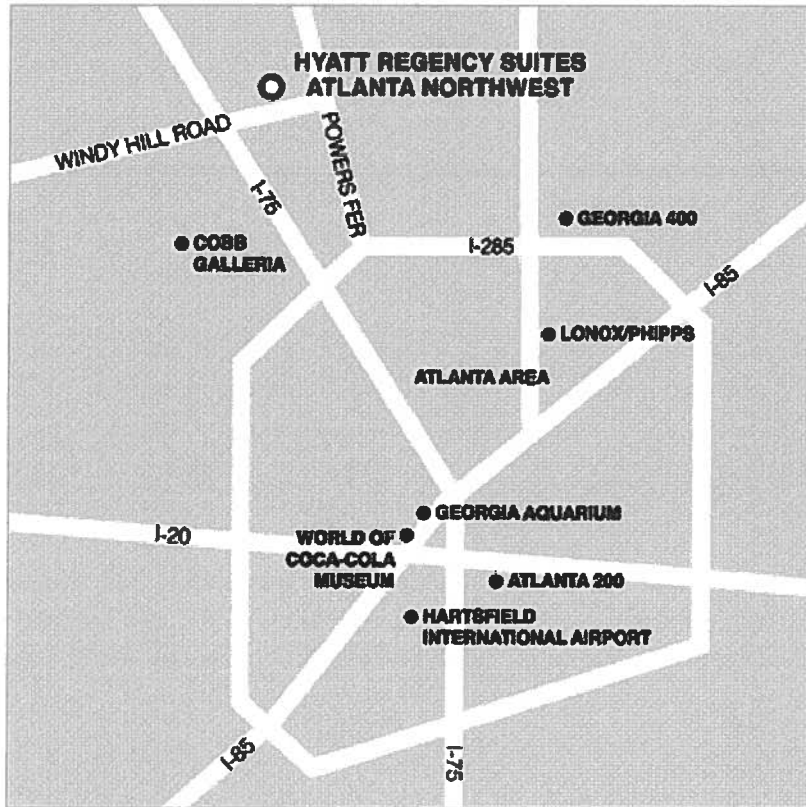 HYATT REGENCY SUITES
ATLANTA NORTHWEST
WINDY HILL ROAD
POWERS FER
I-75
GEORGIA 400
COBB
GALLERIA
I-285
I-85
LONOX/PHIPPS
ATLANTA AREA
GEORGIA AQUARIUM
I-20
WORLD OF
COCA-COLA
MUSEUM
ATLANTA 200
HARTSFIELD
INTERNATIONAL AIRPORT
I-85
I-75